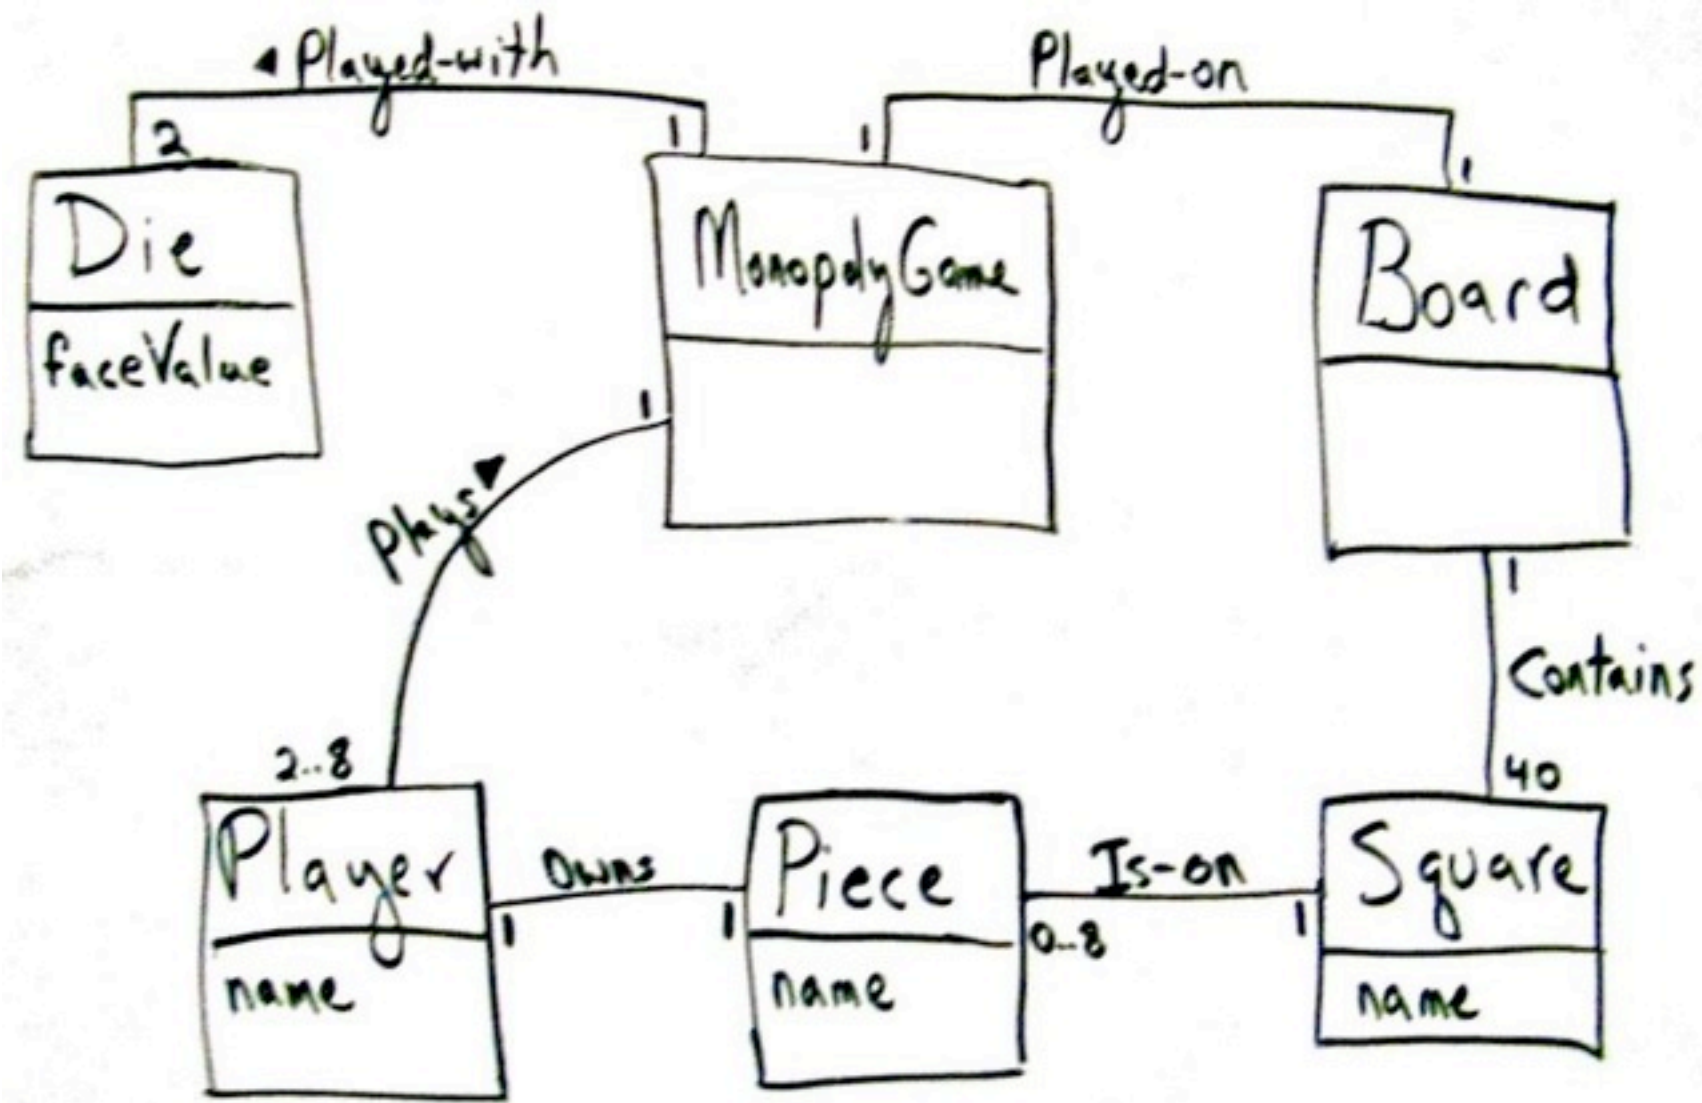 ◄ Played-with
Played-on
2
1
1
1
Die
faceValue
MonopolyGame
Board
1
Plays ►
1
Contains
2..8
40
Player
name
Owns
1
1
Piece
name
Is-on
0..8
1
Square
name